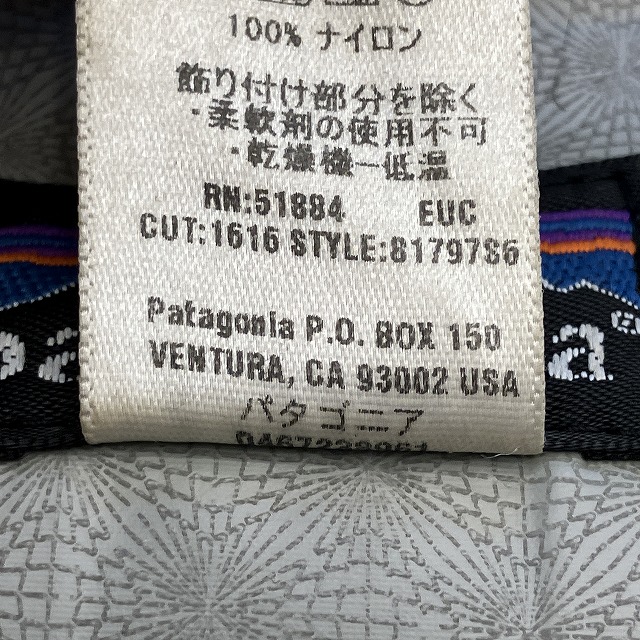 100% ナイロン
飾り付け部分を除く
・柔軟剤の使用不可
・乾燥機ー低温
RN:51884 EUC
CUT:1616 STYLE:81797S6
Patagonia P.O. BOX 150
VENTURA, CA 93002 USA
パタゴニア
a
a®